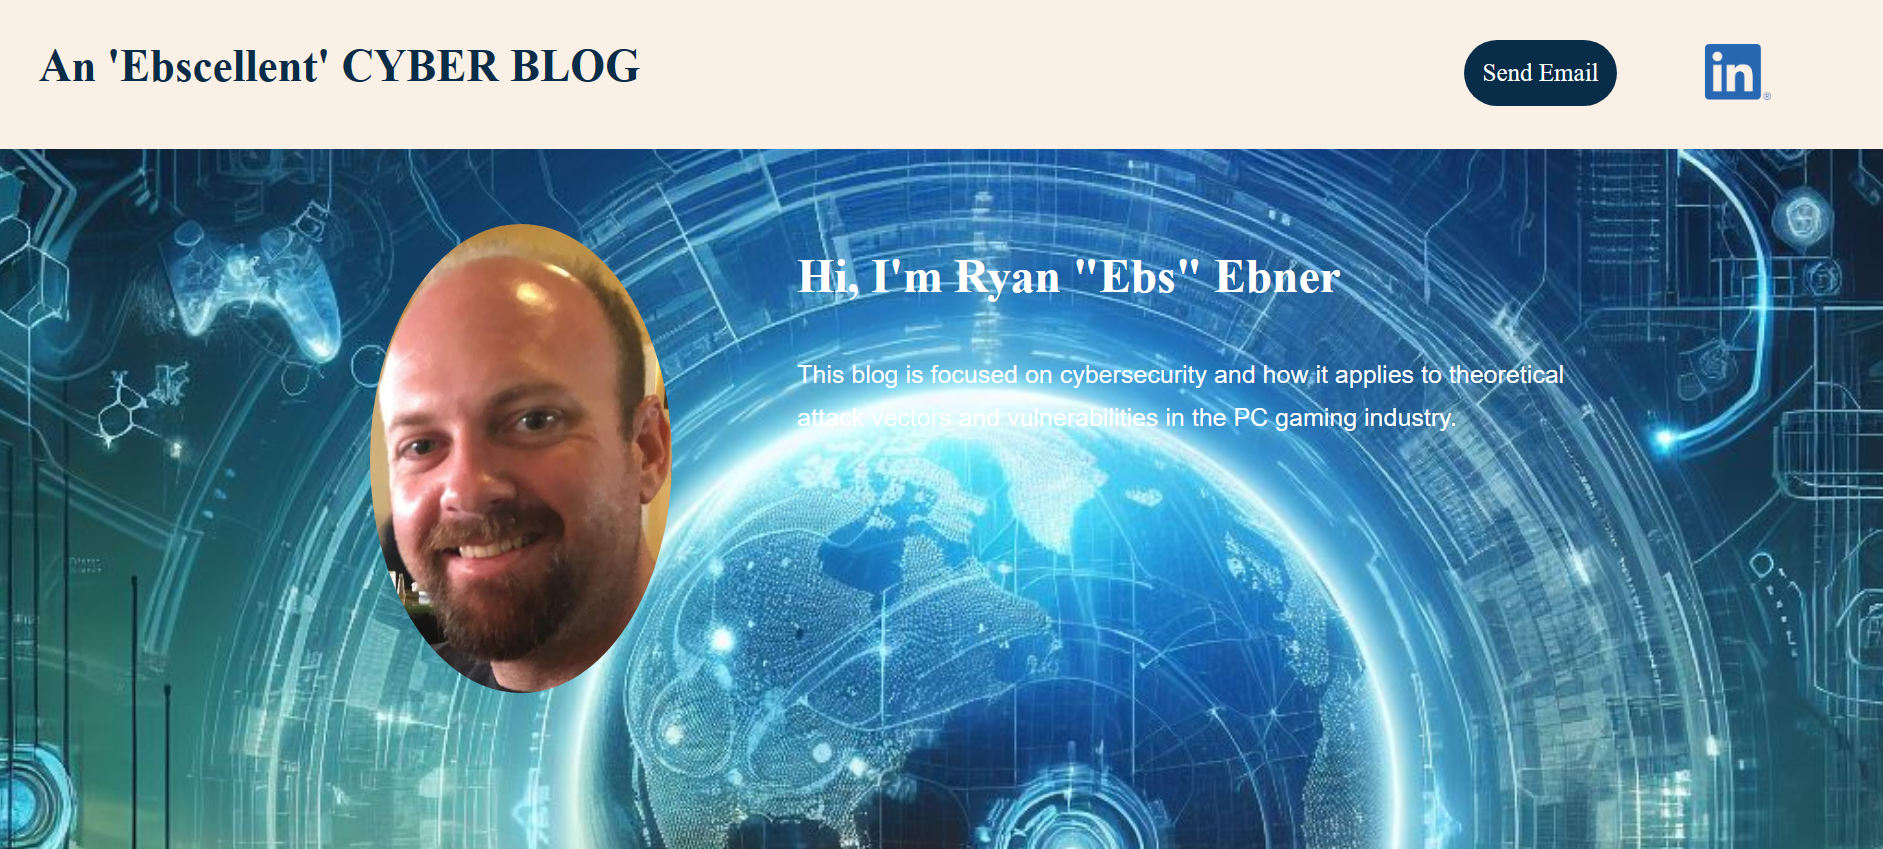 An 'Ebscellent' CYBER BLOG
Send Email
in
®
Hi, I'm Ryan "Ebs" Ebner
This blog is focused on cybersecurity and how it applies to theoretical
attack vectors and vulnerabilities in the PC gaming industry.